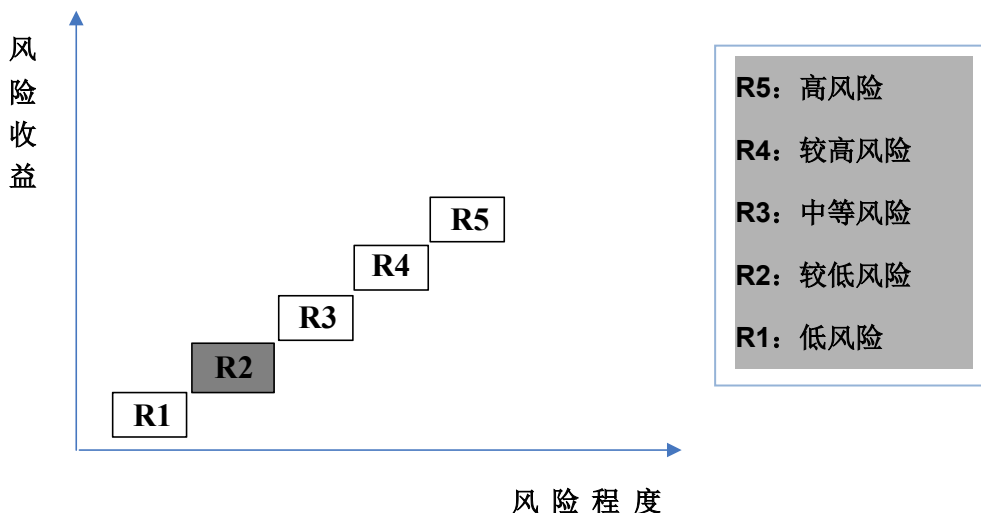 风
险
收
益
R5
R4
R3
R2
R1
风 险 程 度
R5：高风险
R4：较高风险
R3：中等风险
R2：较低风险
R1：低风险